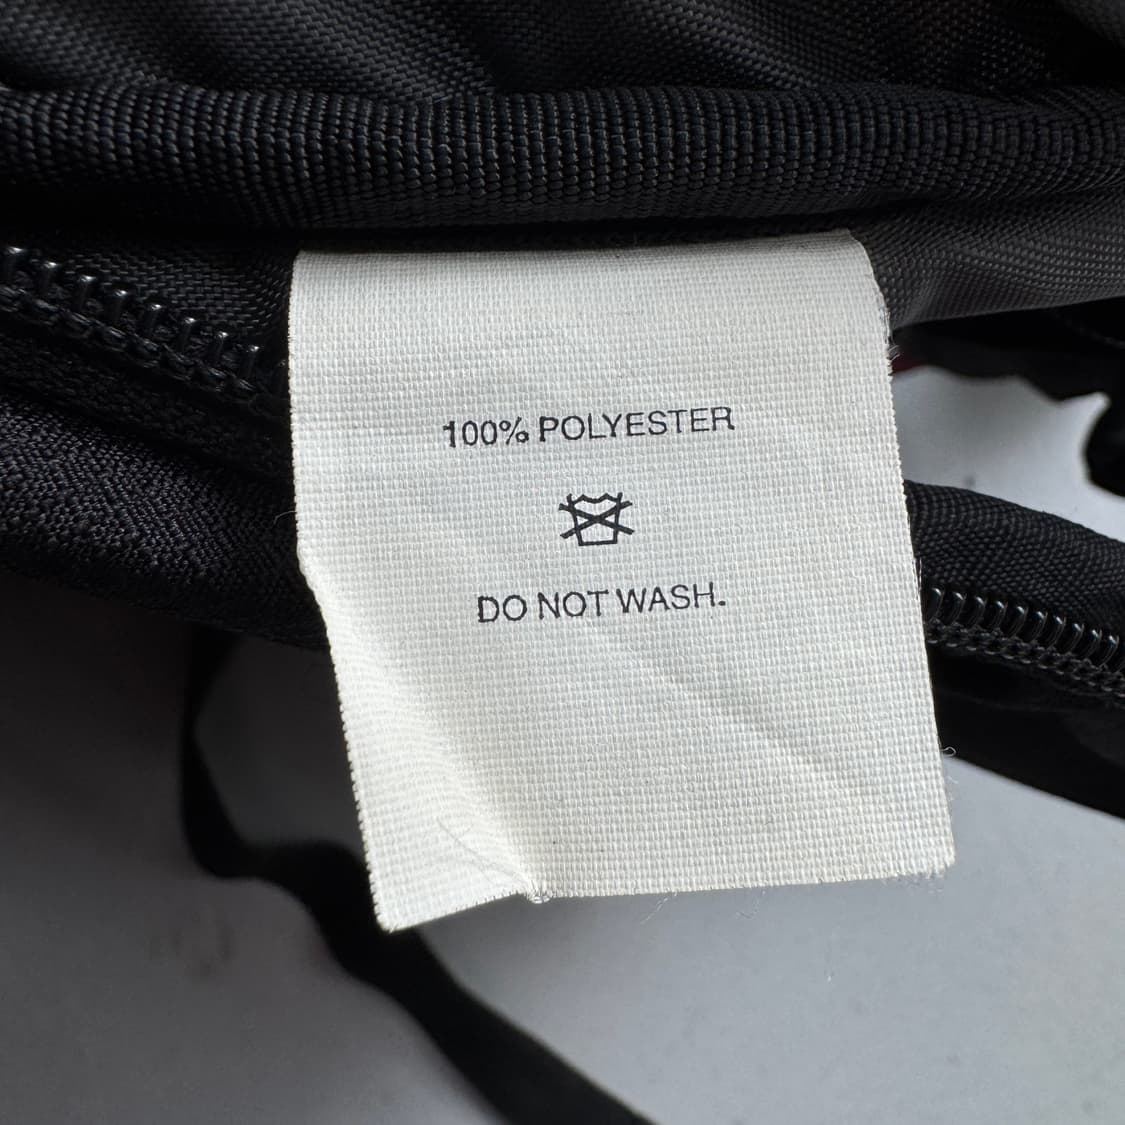 100% POLYESTER
DO NOT WASH.